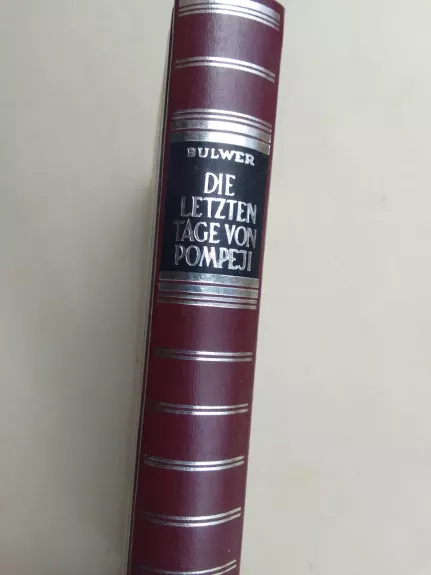 BULWER
DIE
LETZTEN
TAGE VON
POMPEJI